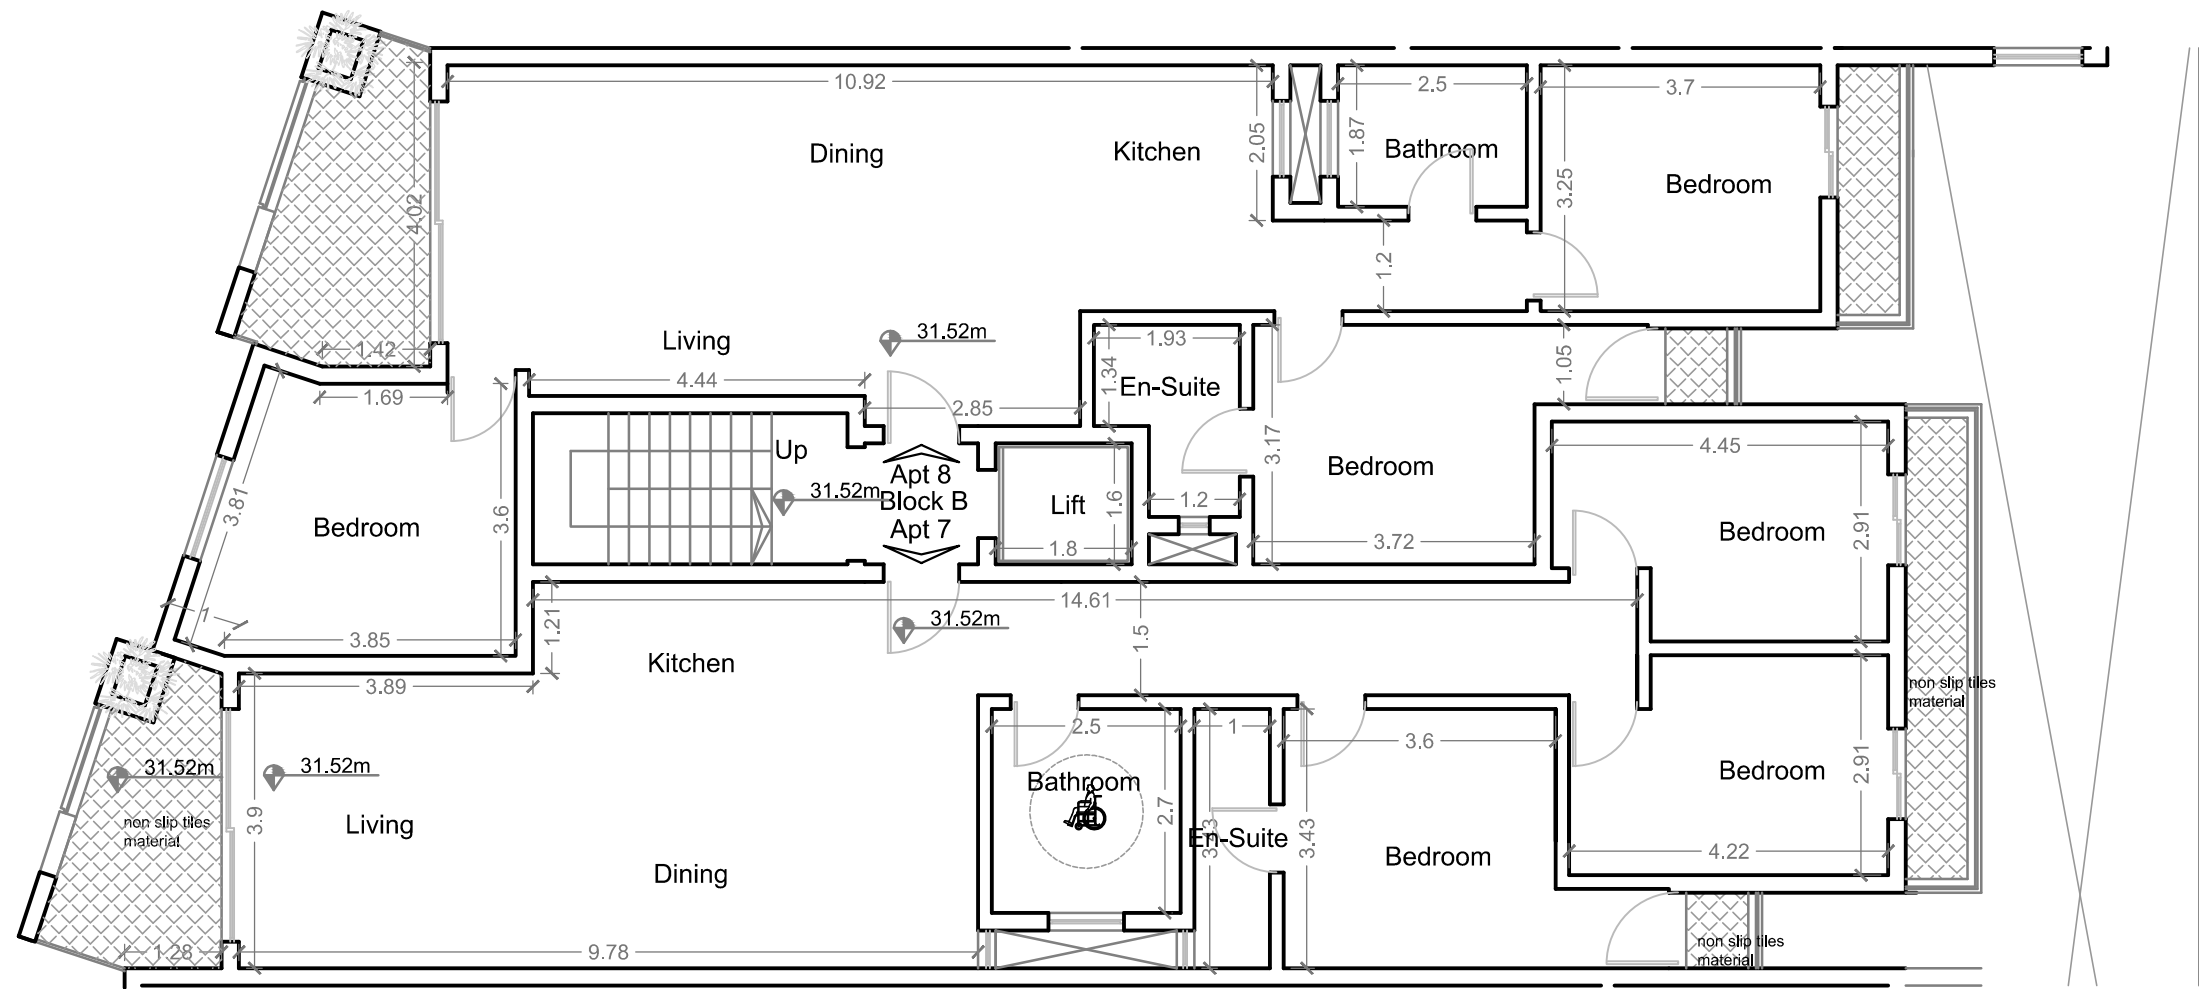 10.92
2.5
3.7
4.02
2.05
1.87
Dining
Kitchen
Bathroom
3.25
Bedroom
1.2
Living
31.52m
1.93
1.42
1.34
1.05
1.69
3.6
4.44
2.85
En-Suite
3.17
4.45
Up
Apt 8
Block B
Apt 7
31.52m
Lift
1.6
1.8
1.2
Bedroom
3.72
Bedroom
2.91
3.81
Bedroom
1
3.85
1.21
14.61
31.52m
1.5
Kitchen
3.89
non slip tiles
material
2.5
1
3.6
31.52m
31.52m
Bathroom
Bedroom
2.91
non slip tiles
material
3.9
Living
2.7
3.43
En-Suite
3.43
Bedroom
4.22
Dining
1.28
9.78
non slip tiles
material